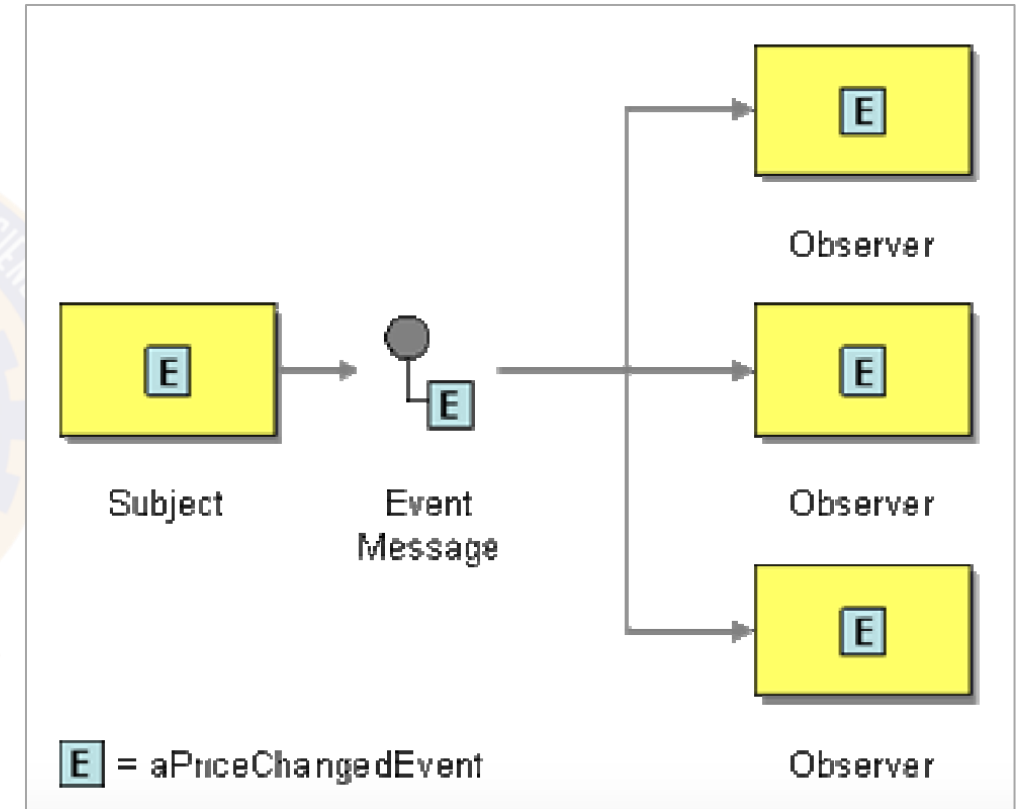 E
Observer
E
E
E
Subject
Event
Message
Observer
E
E = aPriceChangedEvent
Observer